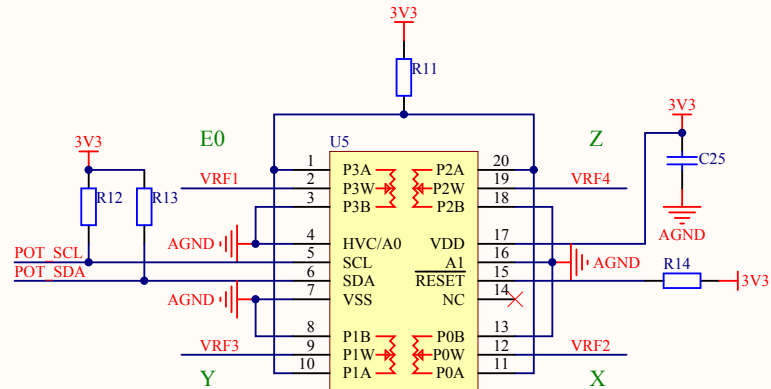 3V3
R11
3V3
E0
U5
Z
3V3
C25
1 P3A P2A 20
VRF1 2 P3W P2W 19 VRF4
R12 R13
3 P3B P2B 18
AGND
AGND 4 HVC/A0 VDD 17
POT_SCL 5 SCL A1 16 AGND
POT_SDA 6 SDA RESET 15 R14 3V3
AGND 7 VSS NC 14
8 P1B P0B 13
VRF3 9 P1W P0W 12 VRF2
10 P1A P0A 11
Y X